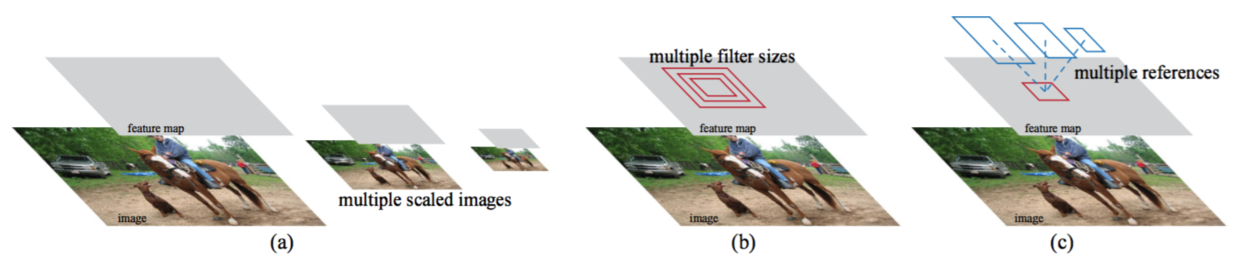 feature map
image
multiple scaled images
(a)
multiple filter sizes
feature map
image
(b)
multiple references
feature map
image
(c)